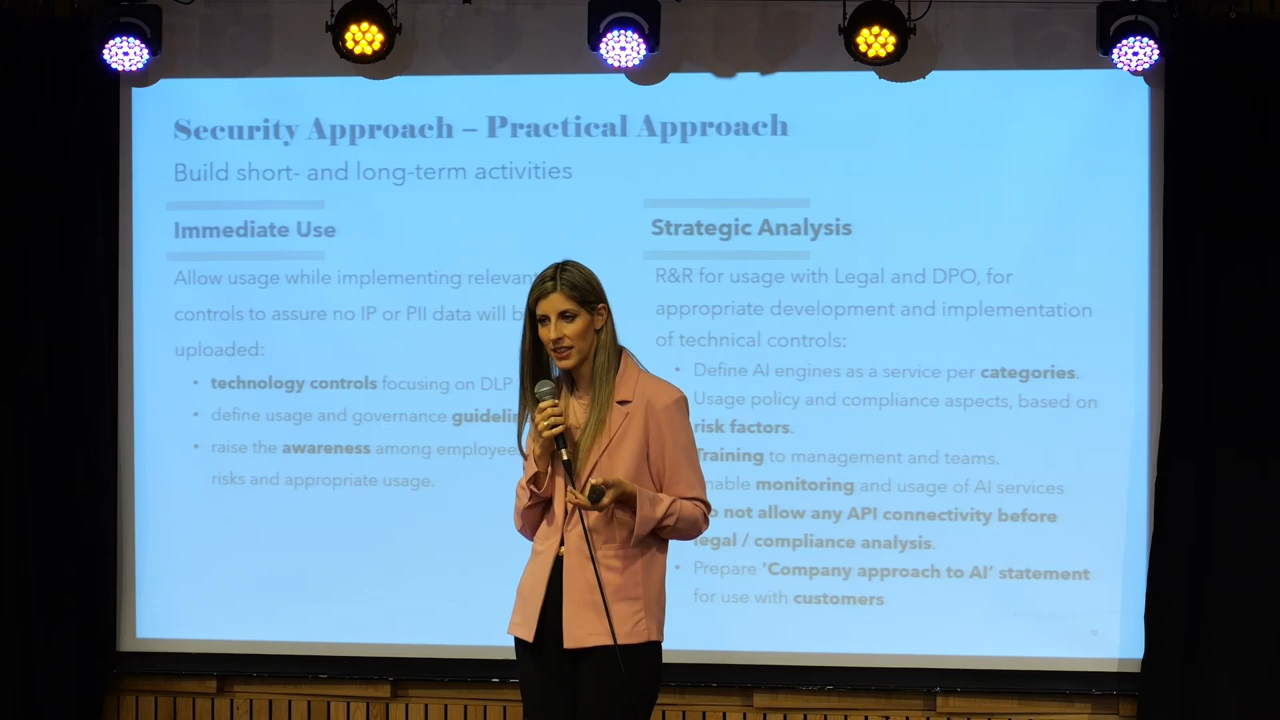 Security Approach – Practical Approach
Build short- and long-term activities
Immediate Use
Allow usage while implementing
controls to assure no IP or PII data will
uploaded:
• technology controls focusing on DLP
• define usage and governance
• raise the awareness among
risks and appropriate usage.
Strategic Analysis
R&R for usage with Legal and DPO, for
appropriate development and implementation
of technical controls:
• Define AI engines as a service per categories.
Usage policy and compliance aspects, based on
risk factors.
Training to management and teams.
monitoring and usage of AI services
not allow any API connectivity before
legal / compliance analysis.
• Prepare 'Company approach to AI' statement
for use with customers